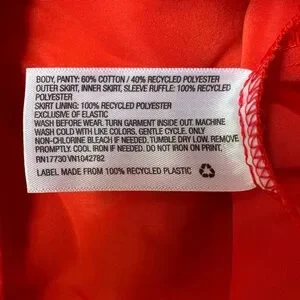 BODY, PANTY: 60% COTTON / 40% RECYCLED POLYESTER
OUTER SKIRT, INNER SKIRT, SLEEVE RUFFLE: 100% RECYCLED
POLYESTER
SKIRT LINING: 100% RECYCLED POLYESTER
EXCLUSIVE OF ELASTIC
WASH BEFORE WEAR. TURN GARMENT INSIDE OUT. MACHINE
WASH COLD WITH LIKE COLORS. GENTLE CYCLE. ONLY
NON-CHLORINE BLEACH IF NEEDED. TUMBLE DRY LOW. REMOVE
PROMPTLY. COOL IRON IF NEEDED. DO NOT IRON ON PRINT.
RN17730 VN1042782
LABEL MADE FROM 100% RECYCLED PLASTIC